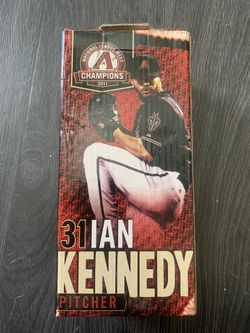 NATIONAL LEAGUE WEST
CHAMPIONS
2011
31 IAN
KENNEDY
PITCHER